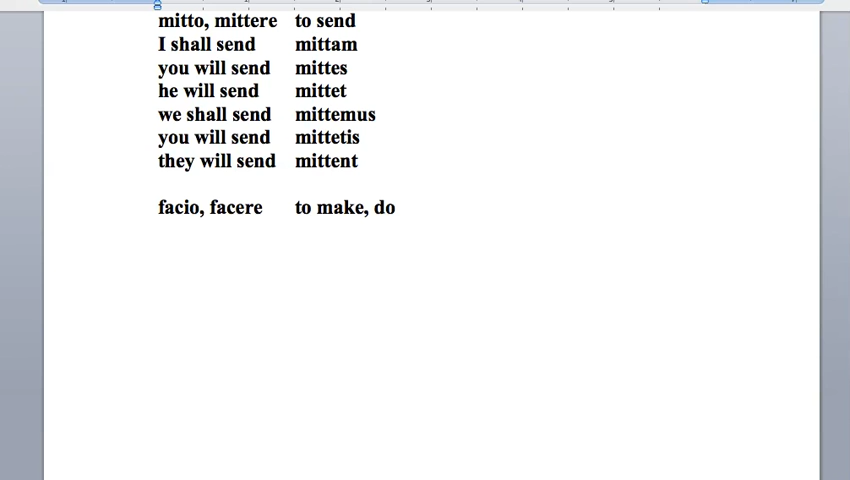 mitto, mittere to send
I shall send mittam
you will send mittes
he will send mittet
we shall send mittemus
you will send mittetis
they will send mittent
facio, facere to make, do